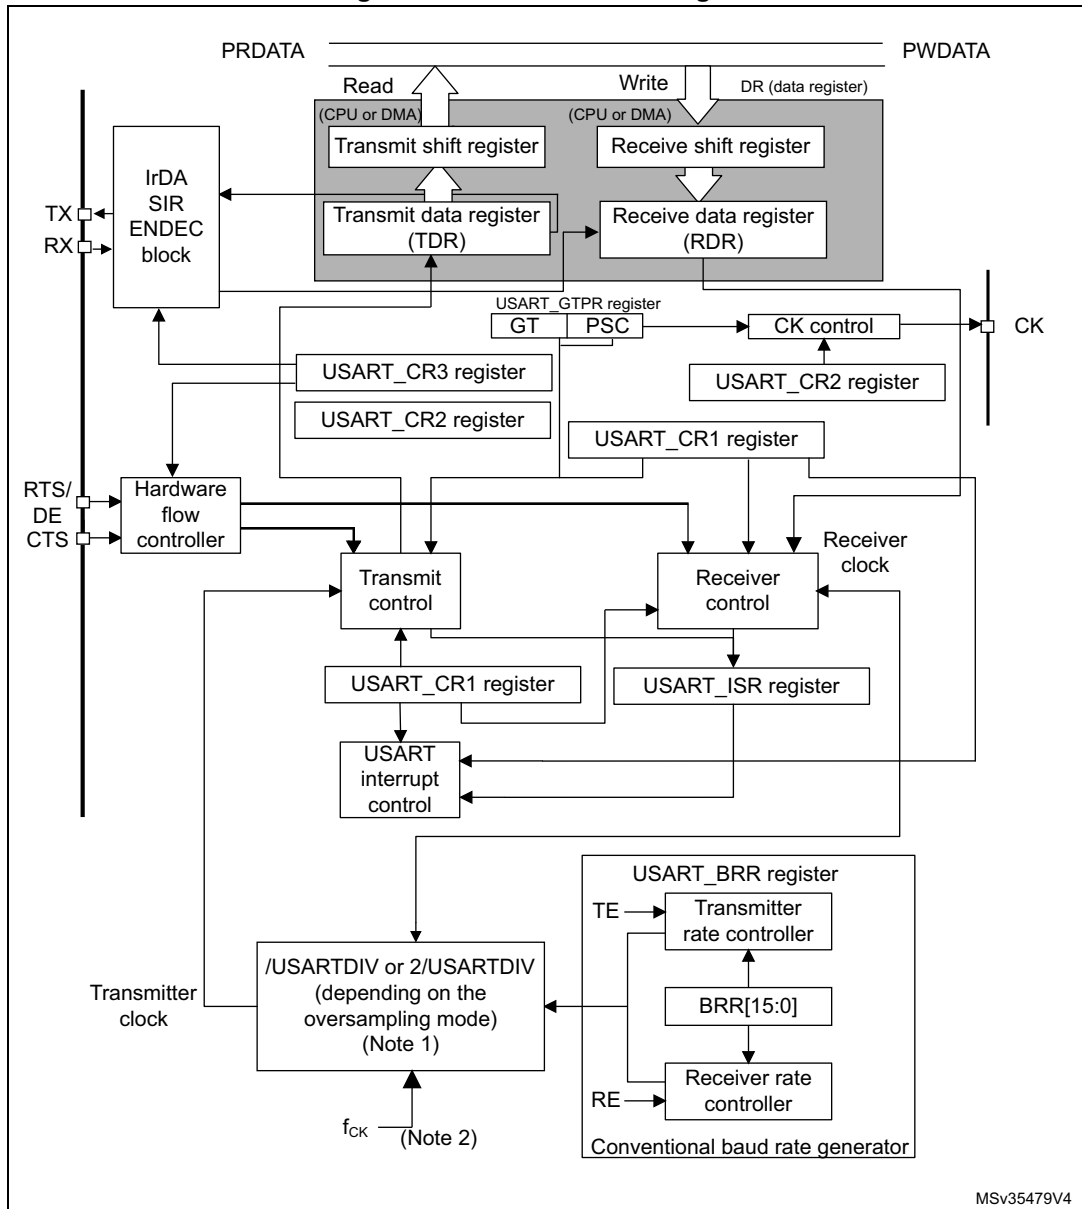 PRDATA
PWDATA
Read
Write
DR (data register)
(CPU or DMA)
(CPU or DMA)
Transmit shift register
Receive shift register
IrDA
SIR
ENDEC
block
TX
RX
Transmit data register
(TDR)
Receive data register
(RDR)
USART_GTPR register
GT
PSC
CK control
CK
USART_CR3 register
USART_CR2 register
USART_CR2 register
USART_CR1 register
RTS/
DE
CTS
Hardware
flow
controller
Receiver
clock
Transmit
control
Receiver
control
USART_CR1 register
USART_ISR register
USART
interrupt
control
USART_BRR register
TE
Transmitter
rate controller
/USARTDIV or 2/USARTDIV
(depending on the
oversampling mode)
(Note 1)
Transmitter
clock
BRR[15:0]
RE
Receiver rate
controller
fCK
(Note 2)
Conventional baud rate generator
MSv35479V4